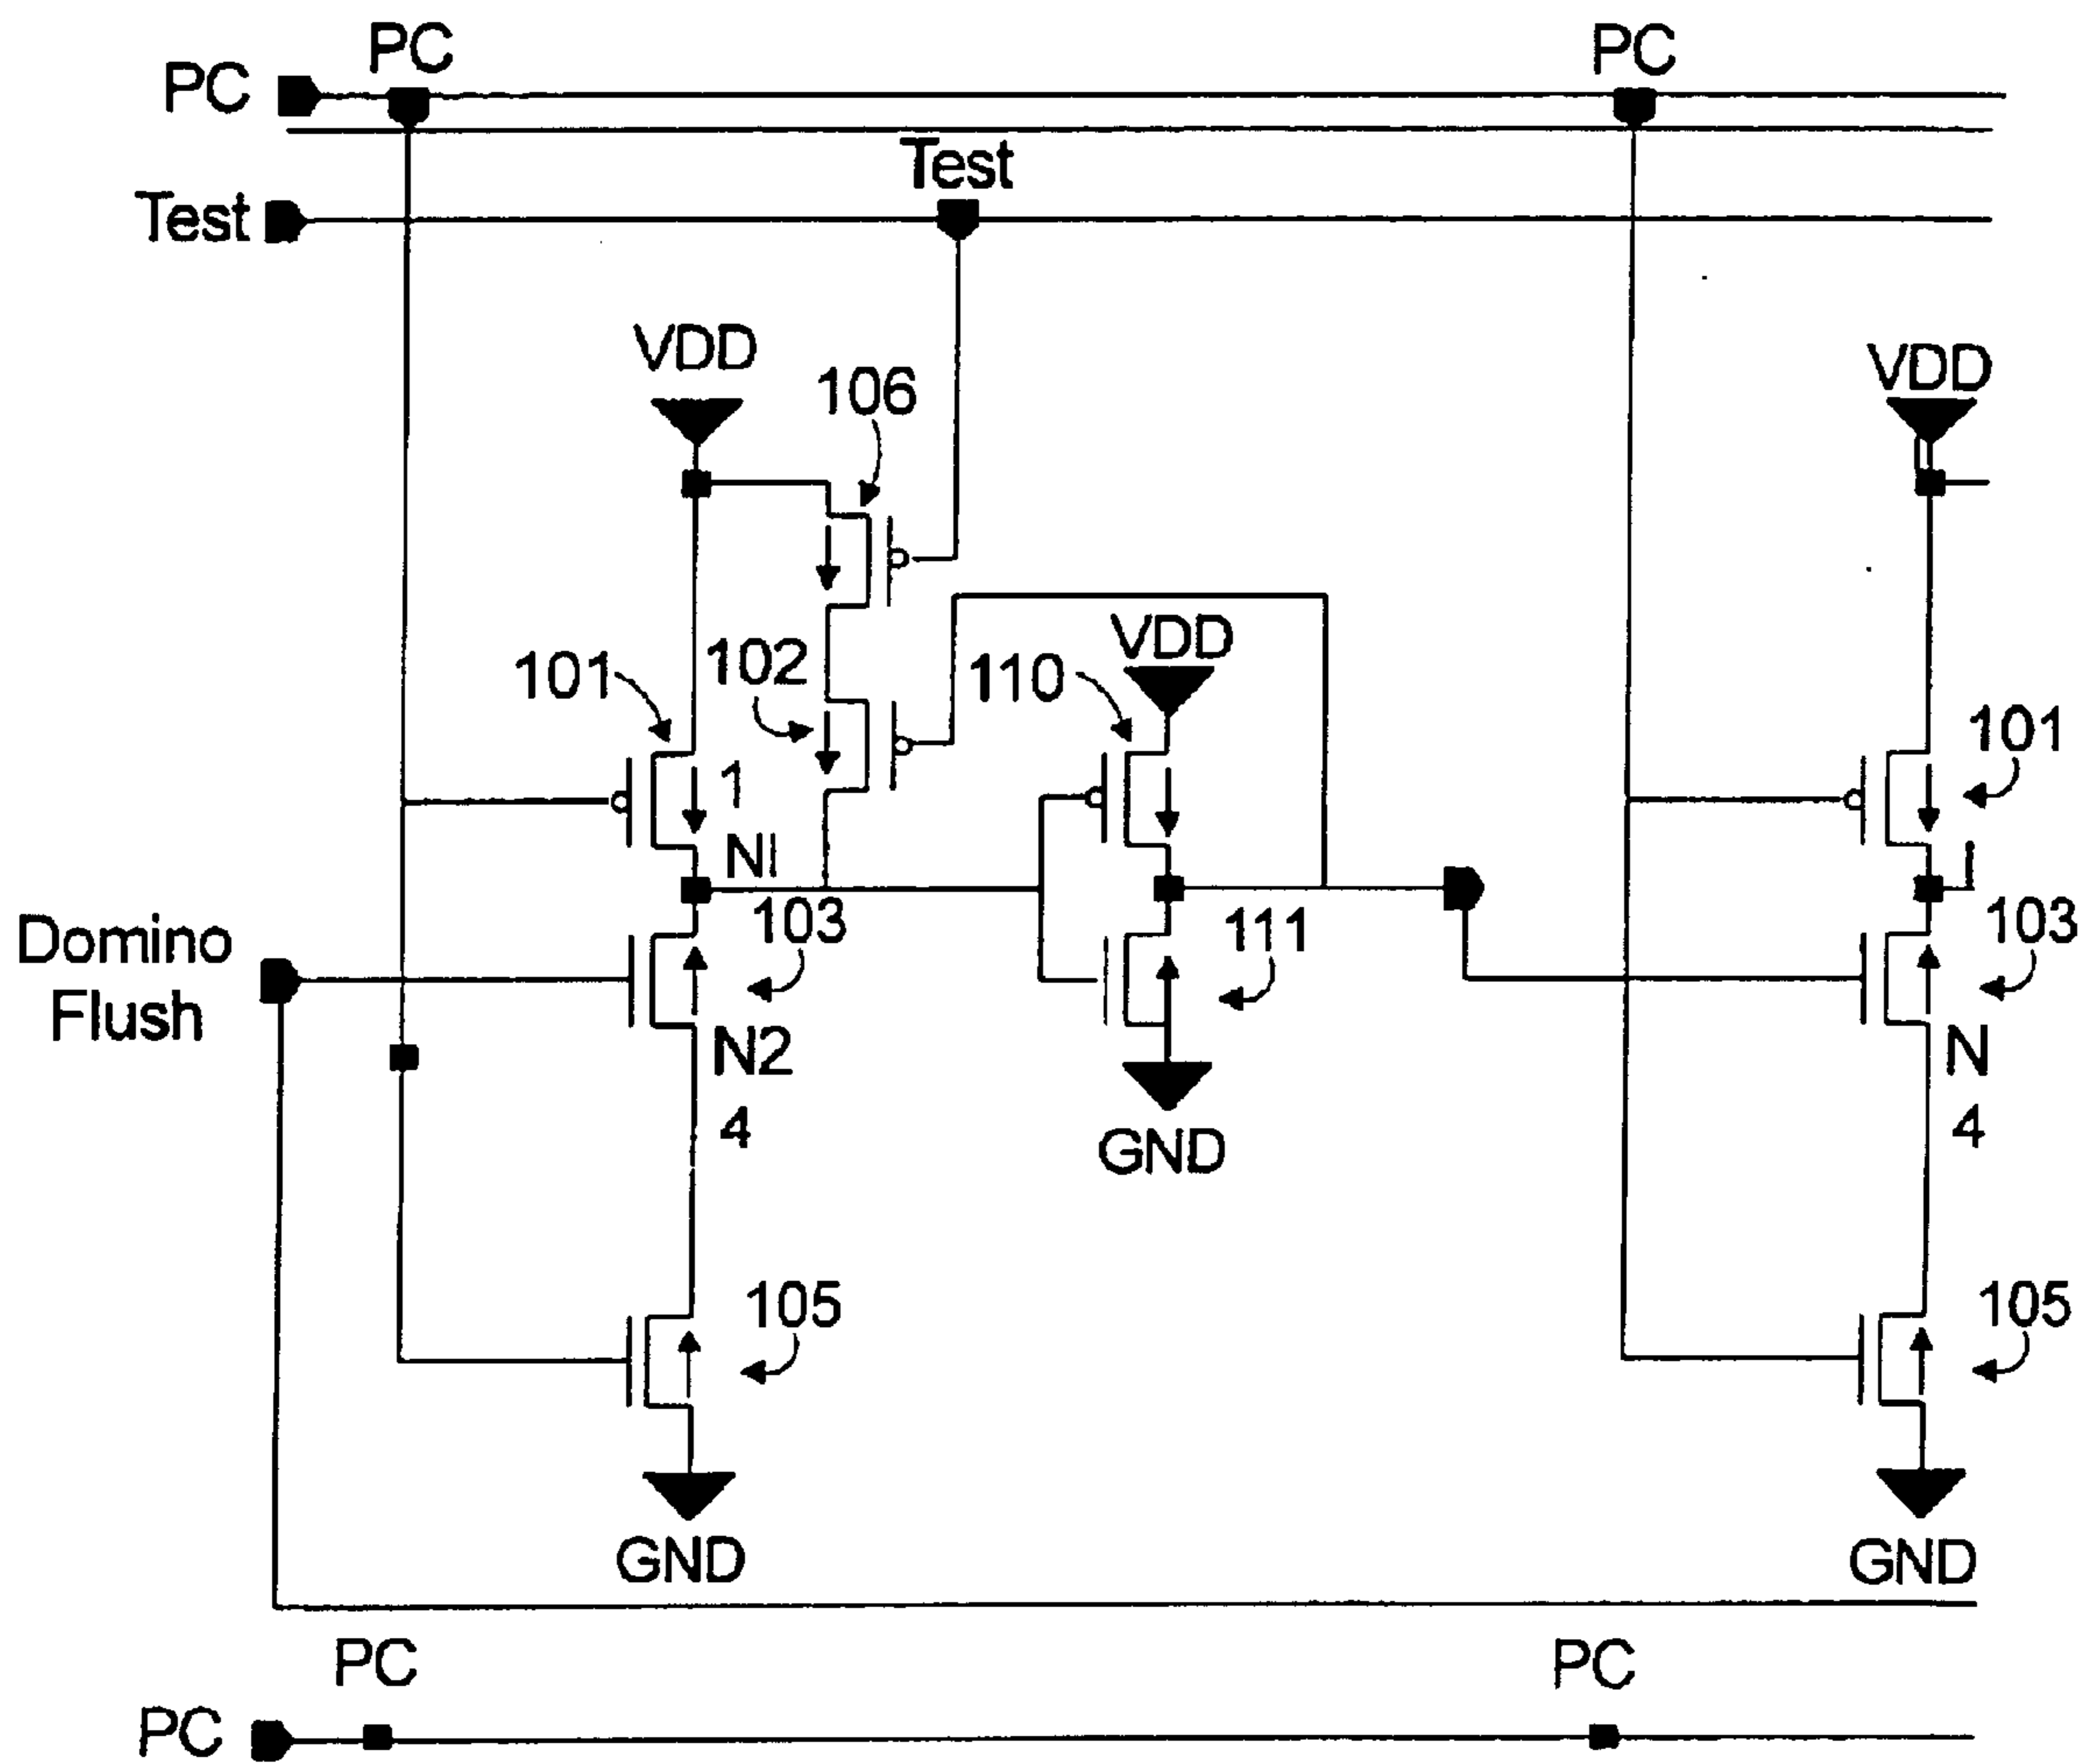 PC
PC
PC
Test
Test
VDD
106
VDD
101
102
110
VDD
101
1
NI
103
111
103
Domino
Flush
N2
N
4
4
GND
105
105
GND
GND
PC
PC
PC